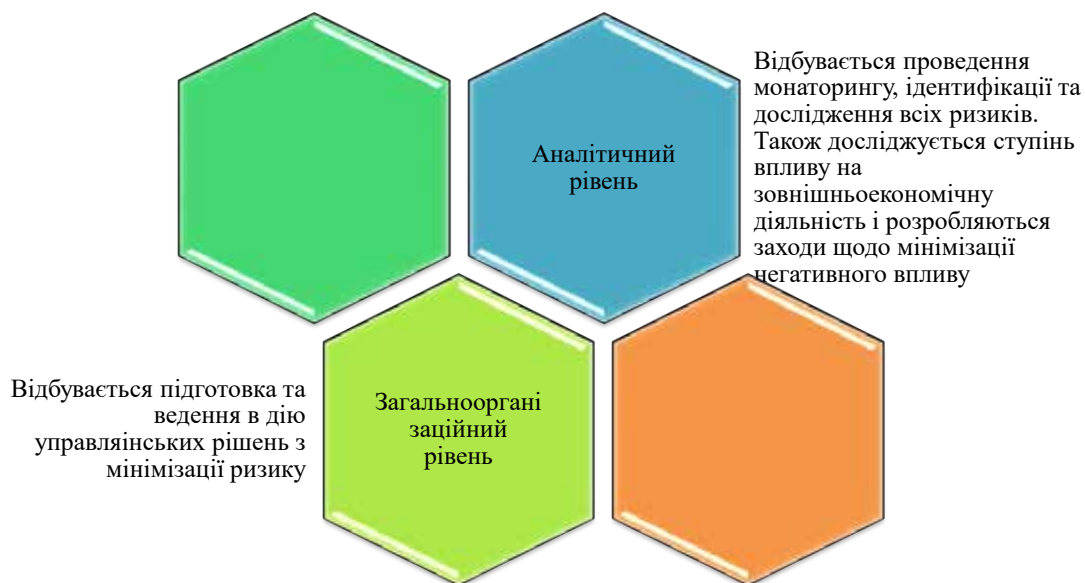 Відбувається проведення
монаторингу, ідентифікації та
дослідження всіх ризиків.
Також досліджується ступінь
впливу на
зовнішньоекономічну
діяльність і розробляються
заходи щодо мінімізації
негативного впливу
Аналітичний
рівень
Відбувається підготовка та
ведення в дію
управляінських рішень з
мінімізації ризику
Загальнооргані
заційний
рівень